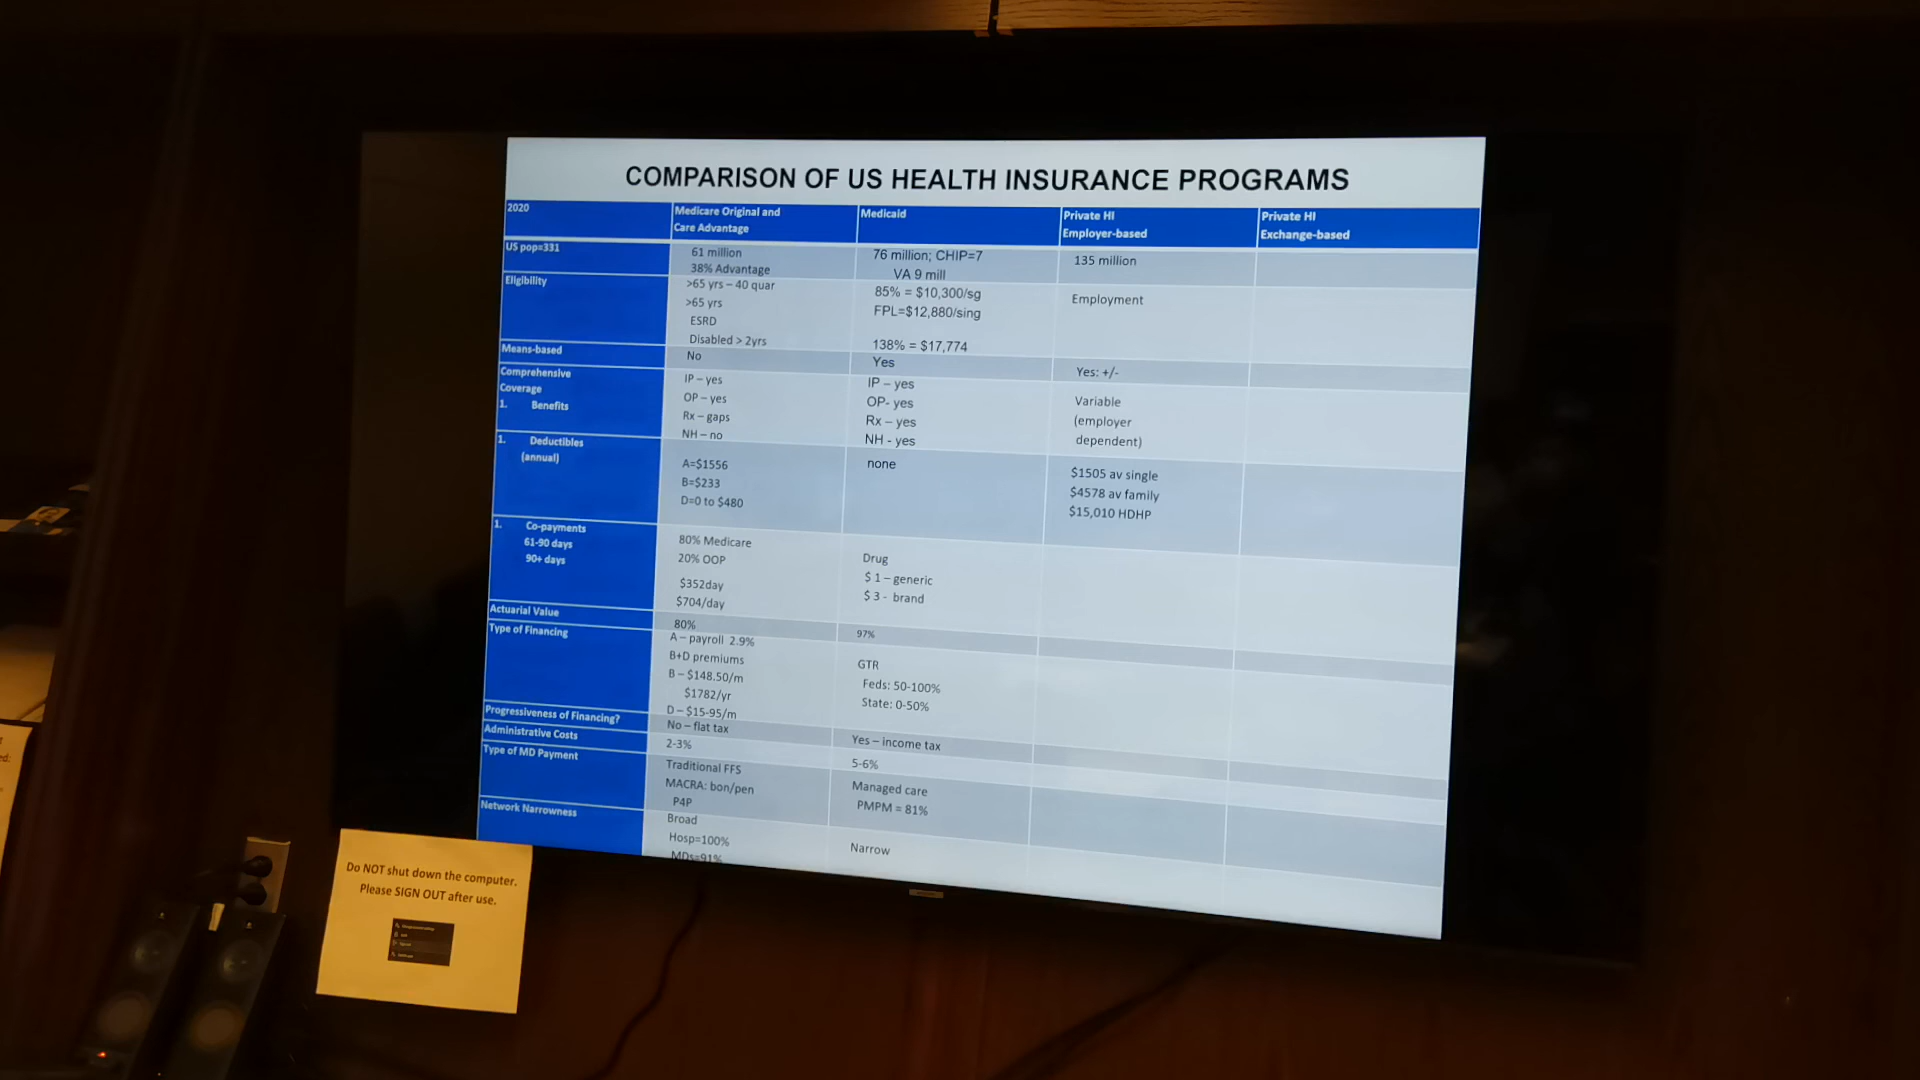 COMPARISON OF US HEALTH INSURANCE PROGRAMS
2020
Medicare Original and
Care Advantage
Medicaid
Private HI
Employer-based
Private HI
Exchange-based
US pop=331
61 million
38% Advantage
76 million; CHIP=7
VA 9 mill
135 million
Eligibility
>65 yrs – 40 quar
>65 yrs
ESRD
Disabled > 2yrs
85% = $10,300/sg
FPL=$12,880/sing
138% = $17,774
Employment
Means-based
No
Yes
Yes: +/-
Comprehensive
Coverage
1. Benefits
IP – yes
OP – yes
Rx – gaps
NH – no
IP – yes
OP- yes
Rx – yes
NH - yes
Variable
(employer
dependent)
1. Deductibles
(annual)
A=$1556
B=$233
D=0 to $480
none
$1505 av single
$4578 av family
$15,010 HDHP
1. Co-payments
61-90 days
90+ days
80% Medicare
20% OOP
$352day
$704/day
Drug
$ 1 – generic
$ 3 - brand
Actuarial Value
80%
97%
Type of Financing
A – payroll 2.9%
B+D premiums
B – $148.50/m
$1782/yr
D – $15-95/m
GTR
Feds: 50-100%
State: 0-50%
Progressiveness of Financing?
No – flat tax
Yes – income tax
Administrative Costs
2-3%
5-6%
Type of MD Payment
Traditional FFS
MACRA: bon/pen
P4P
Managed care
PMPM = 81%
Network Narrowness
Broad
Hosp=100%
MDs=91%
Narrow
Do NOT shut down the computer.
Please SIGN OUT after use.